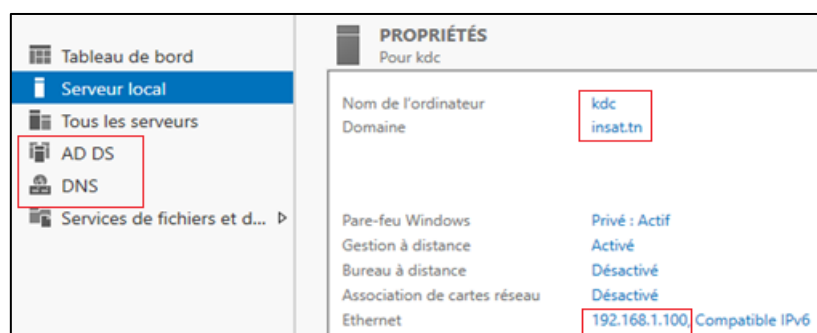 Tableau de bord
Serveur local
Tous les serveurs
AD DS
DNS
Services de fichiers et d...
PROPRIÉTÉS
Pour kdc
Nom de l'ordinateur kdc
Domaine insat.tn
Pare-feu Windows Privé : Actif
Gestion à distance Activé
Bureau à distance Désactivé
Association de cartes réseau Désactivé
Ethernet 192.168.1.100, Compatible IPv6